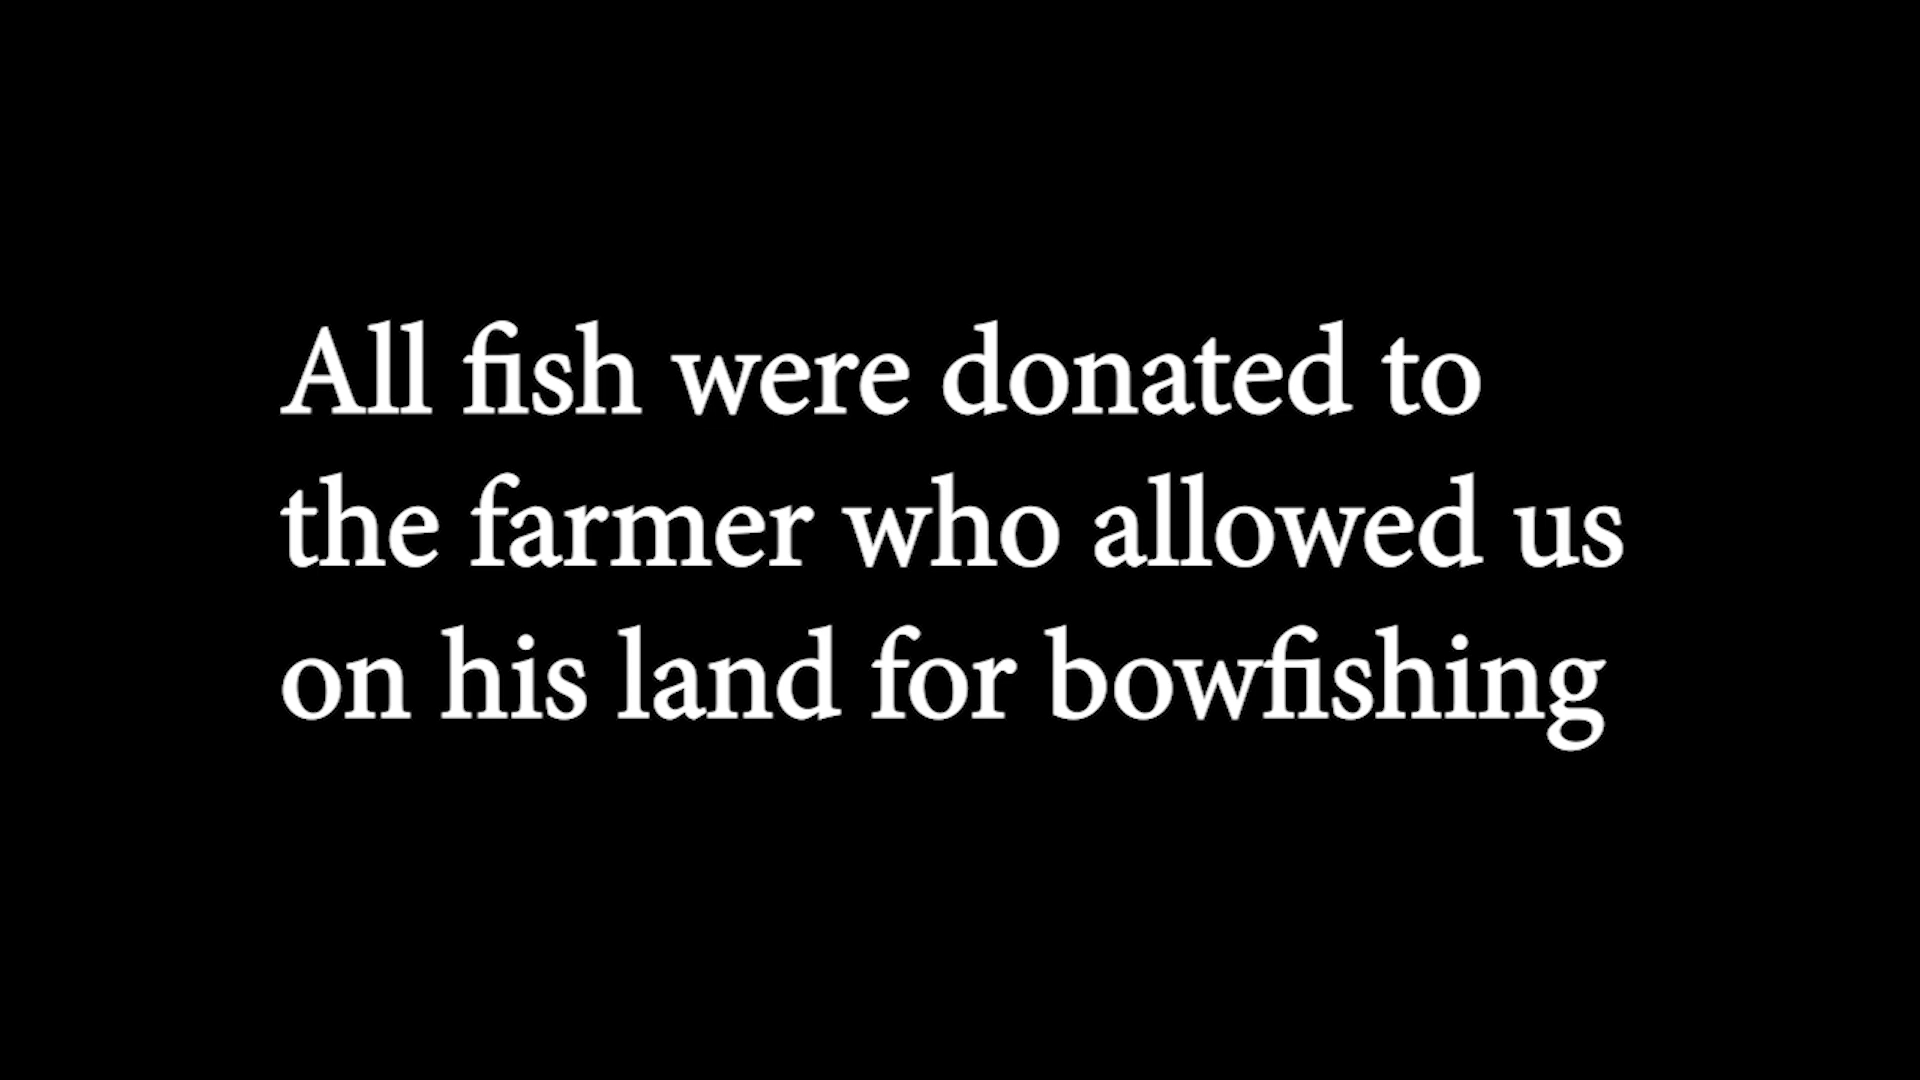 All fish were donated to
the farmer who allowed us
on his land for bowfishing